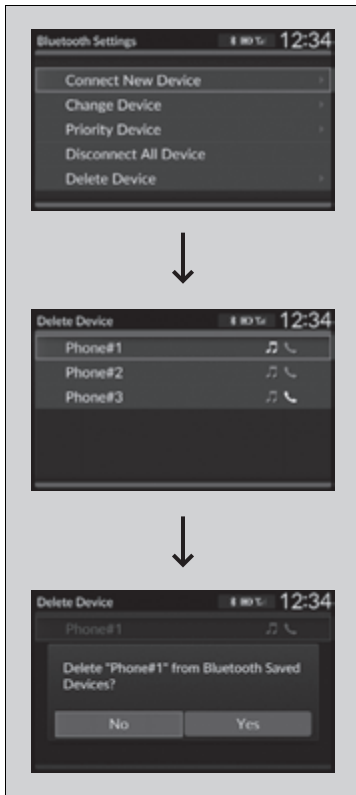 Bluetooth Settings 12:34
Connect New Device
Change Device
Priority Device
Disconnect All Device
Delete Device
Delete Device 12:34
Phone#1
Phone#2
Phone#3
Delete Device 12:34
Phone#1
Delete "Phone#1" from Bluetooth Saved
Devices?
No Yes